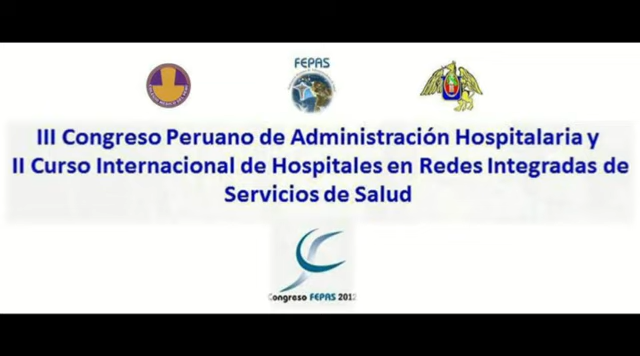 FEPAS
III Congreso Peruano de Administración Hospitalaria y
II Curso Internacional de Hospitales en Redes Integradas de
Servicios de Salud
Congreso FEPAS 2012